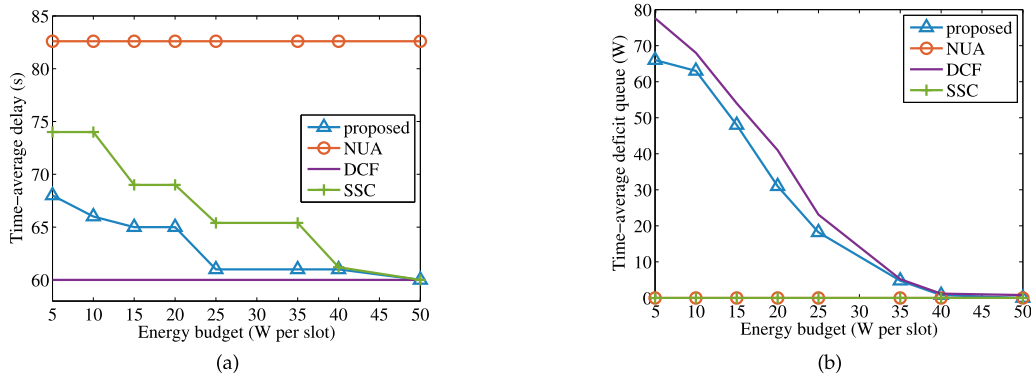 85
80
75
70
65
60
Time-average delay (s)
proposed
NUA
DCF
SSC
5 10 15 20 25 30 35 40 45 50
Energy budget (W per slot)
(a)
80
70
60
50
40
30
20
10
0
Time-average deficit queue (W)
proposed
NUA
DCF
SSC
5 10 15 20 25 30 35 40 45 50
Energy budget (W per slot)
(b)